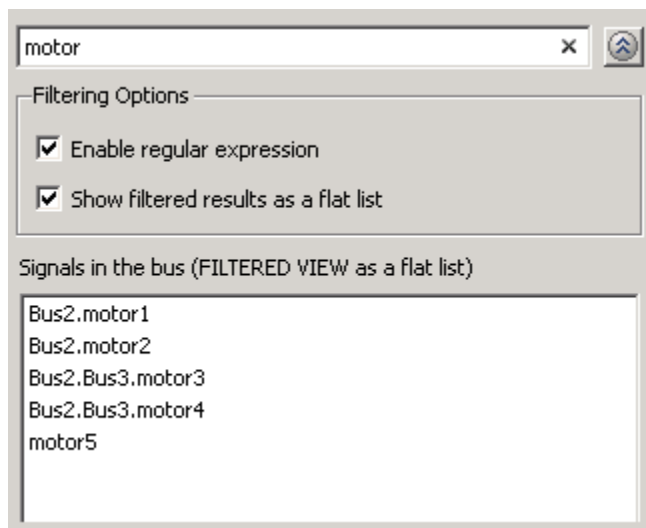 motor
Filtering Options
Enable regular expression
Show filtered results as a flat list
Signals in the bus (FILTERED VIEW as a flat list)
Bus2.motor1
Bus2.motor2
Bus2.Bus3.motor3
Bus2.Bus3.motor4
motor5